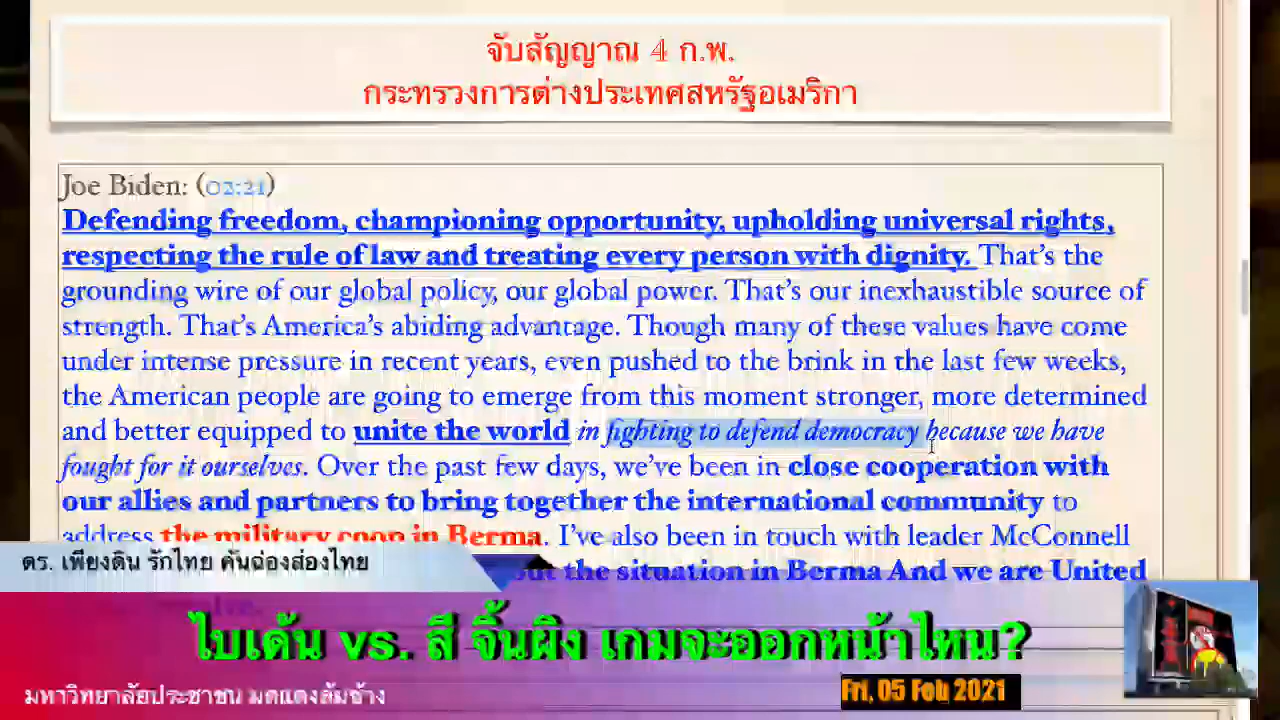 จับสัญญาณ 4 ก.พ.
กระทรวงการต่างประเทศสหรัฐอเมริกา
Joe Biden: (02:21)
Defending freedom, championing opportunity, upholding universal rights,
respecting the rule of law and treating every person with dignity. That's the
grounding wire of our global policy, our global power. That's our inexhaustible source of
strength. That's America's abiding advantage. Though many of these values have come
under intense pressure in recent years, even pushed to the brink in the last few weeks,
the American people are going to emerge from this moment stronger, more determined
and better equipped to unite the world in fighting to defend democracy because we have
fought for it ourselves. Over the past few days, we've been in close cooperation with
our allies and partners to bring together the international community to
address the military coop in Berma. I've also been in touch with leader McConnell
the situation in Berma And we are United
ดร. เพียงดิน รักไทย คันฉ่องส่องไทย
ไบเด้น vs. สี จิ้นผิง เกมจะออกหน้าไหน?
มหาวิทยาลัยประชาชน มดแดงล้มช้าง
Fri, 05 Feb 2021